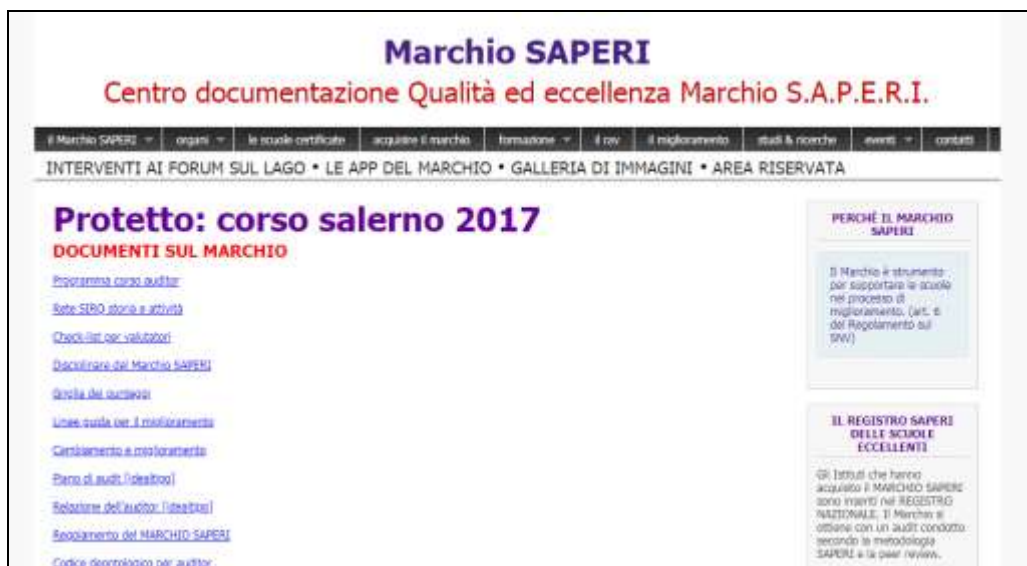 Marchio SAPERI
Centro documentazione Qualità ed eccellenza Marchio S.A.P.E.R.I.
il Marchio SAPERI organi le scuole certificate acquisire il marchio formazione il rav il miglioramento studi & ricerche eventi contatti
INTERVENTI AI FORUM SUL LAGO • LE APP DEL MARCHIO • GALLERIA DI IMMAGINI • AREA RISERVATA
Protetto: corso salerno 2017
DOCUMENTI SUL MARCHIO
Programma corso auditor
Rete SIRQ storia e attività
Check-list per valutatori
Disciplinare del Marchio SAPERI
Griglia dei punteggi
Linee guida per il miglioramento
Cambiamento e miglioramento
Piano di audit [idealtipo]
Relazione dell'auditor [idealtipo]
Regolamento del MARCHIO SAPERI
Codice deontologico per auditor
PERCHÉ IL MARCHIO
SAPERI
Il Marchio è strumento
per supportare le scuole
nel processo di
miglioramento. (art. 6
del Regolamento sul
SNV)
IL REGISTRO SAPERI
DELLE SCUOLE
ECCELLENTI
Gli Istituti che hanno
acquisito il MARCHIO SAPERI
sono inseriti nel REGISTRO
NAZIONALE. Il Marchio si
ottiene con un audit condotto
secondo la metodologia
SAPERI e la peer review.